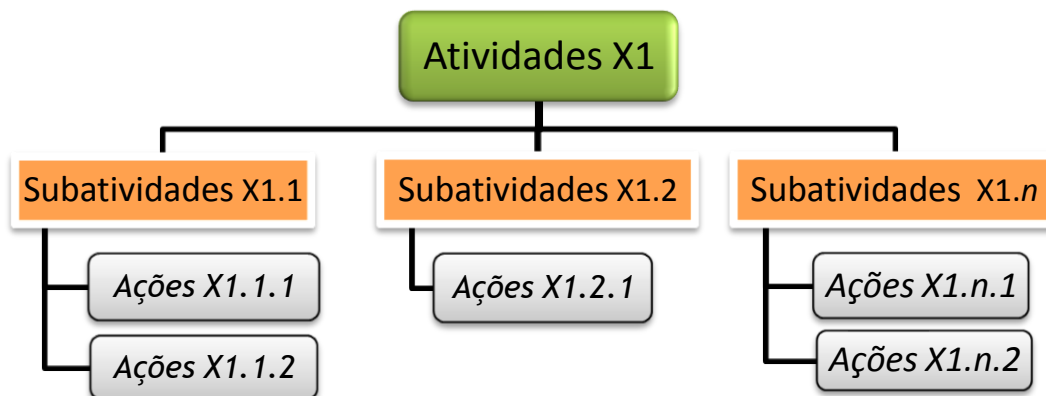 Atividades X1
Subatividades X1.1
Subatividades X1.2
Subatividades X1.n
Ações X1.1.1
Ações X1.2.1
Ações X1.n.1
Ações X1.1.2
Ações X1.n.2